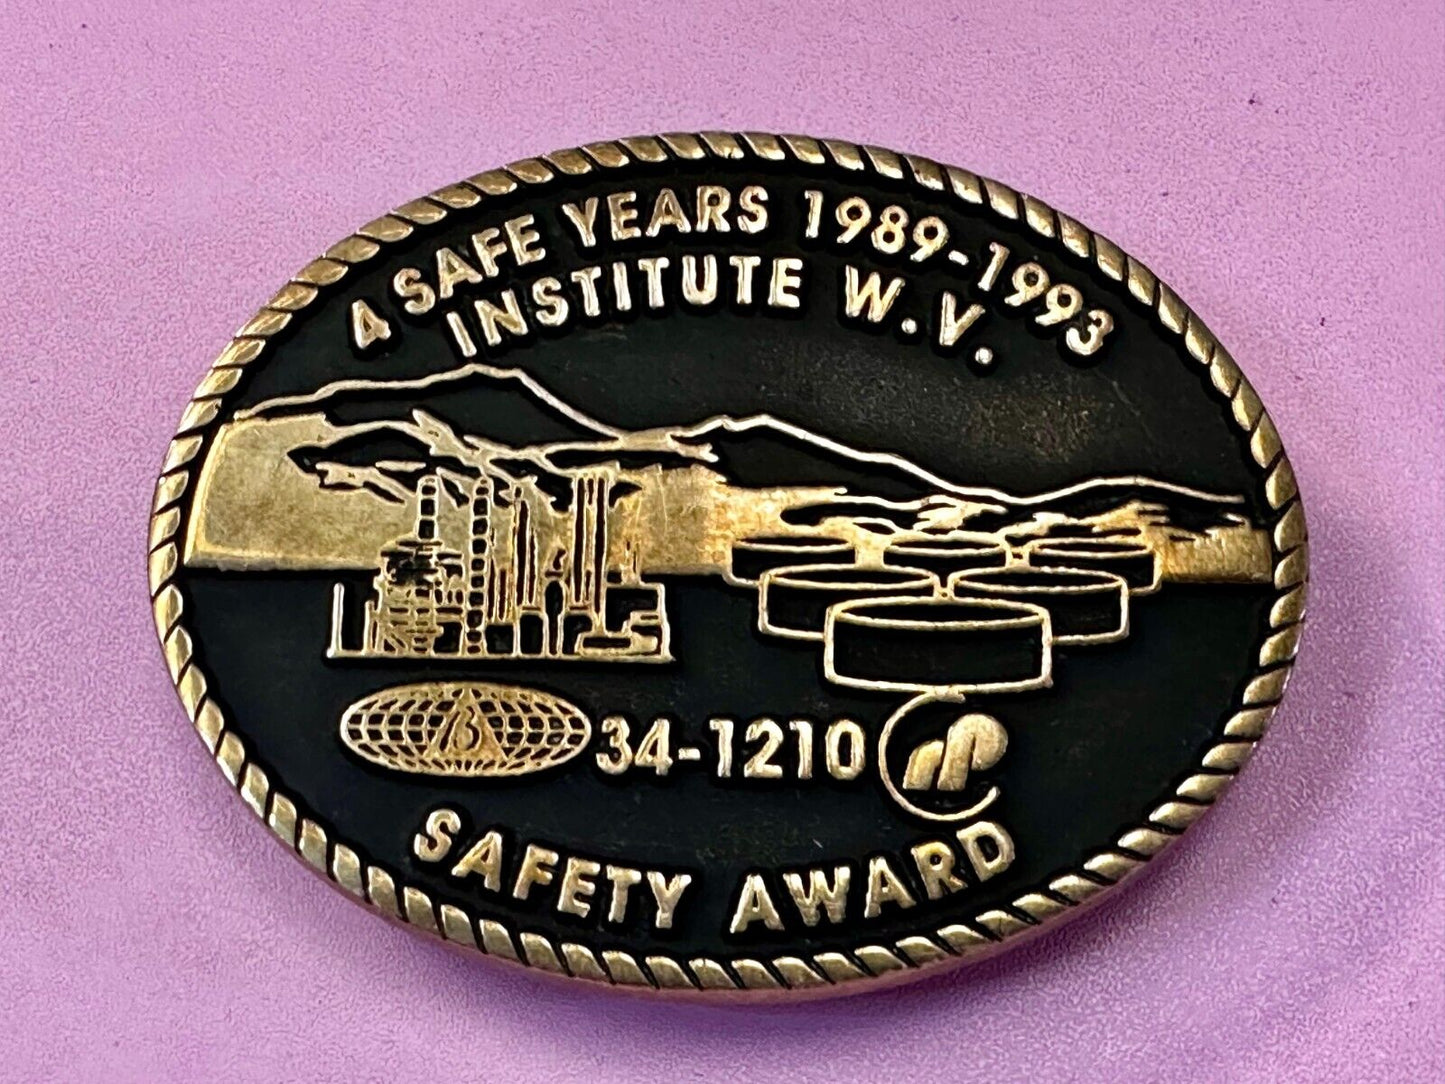 4 SAFE YEARS 1989-1993
INSTITUTE W.V.
34-1210
SAFETY AWARD